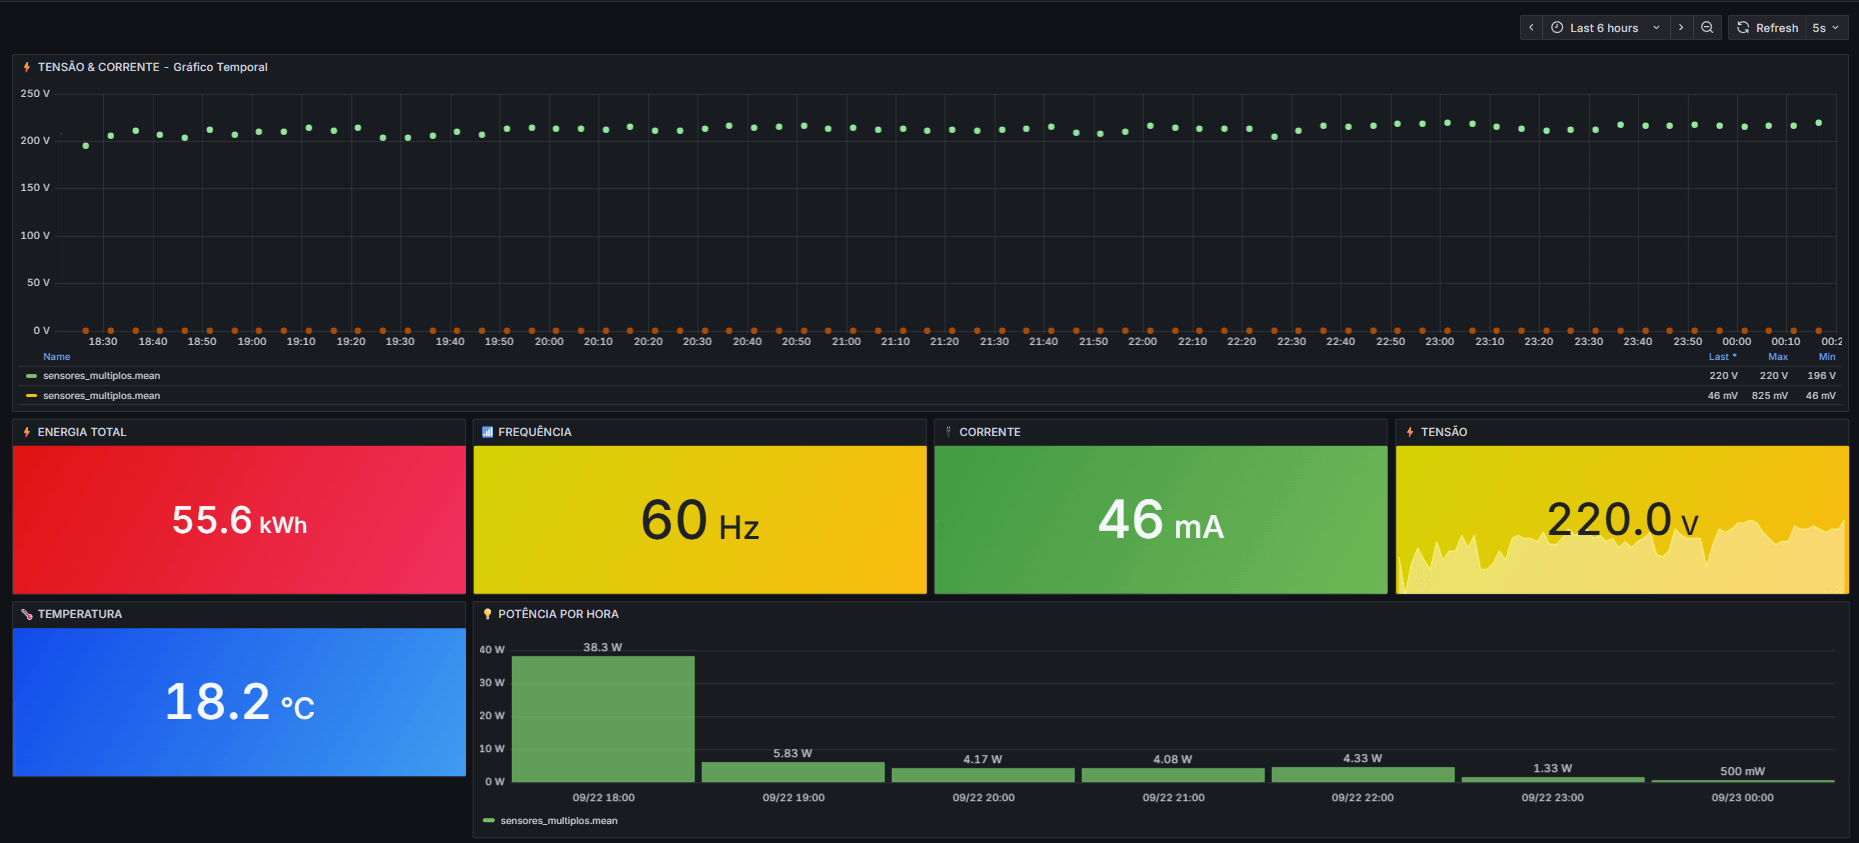 Last 6 hours Refresh 5s
TENSÃO & CORRENTE - Gráfico Temporal
250 V
200 V
150 V
100 V
50 V
0 V
18:30 18:40 18:50 19:00 19:10 19:20 19:30 19:40 19:50 20:00 20:10 20:20 20:30 20:40 20:50 21:00 21:10 21:20 21:30 21:40 21:50 22:00 22:10 22:20 22:30 22:40 22:50 23:00 23:10 23:20 23:30 23:40 23:50 00:00 00:10 00:2
Name Last * Max Min
sensores_multiplos.mean 220 V 220 V 196 V
sensores_multiplos.mean 46 mV 825 mV 46 mV
ENERGIA TOTAL
55.6 kWh
FREQUÊNCIA
60 Hz
CORRENTE
46 mA
TENSÃO
220.0 V
TEMPERATURA
18.2 °C
POTÊNCIA POR HORA
40 W
30 W
20 W
10 W
0 W
38.3 W
5.83 W
4.17 W
4.08 W
4.33 W
1.33 W
500 mW
09/22 18:00 09/22 19:00 09/22 20:00 09/22 21:00 09/22 22:00 09/22 23:00 09/23 00:00
sensores_multiplos.mean